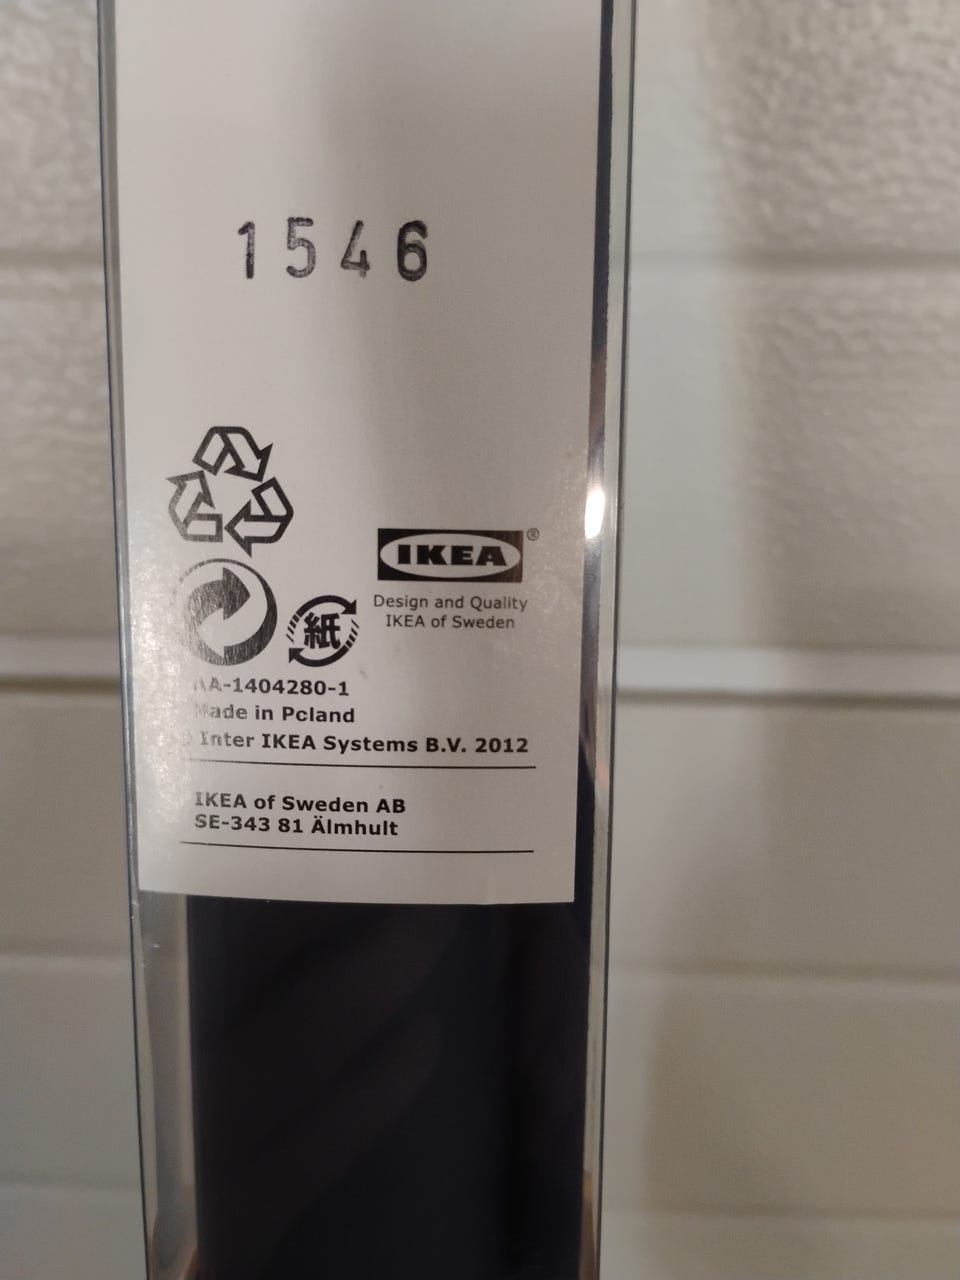 1546
紙
IKEA®
Design and Quality
IKEA of Sweden
AA-1404280-1
Made in Poland
Inter IKEA Systems B.V. 2012
IKEA of Sweden AB
SE-343 81 Älmhult